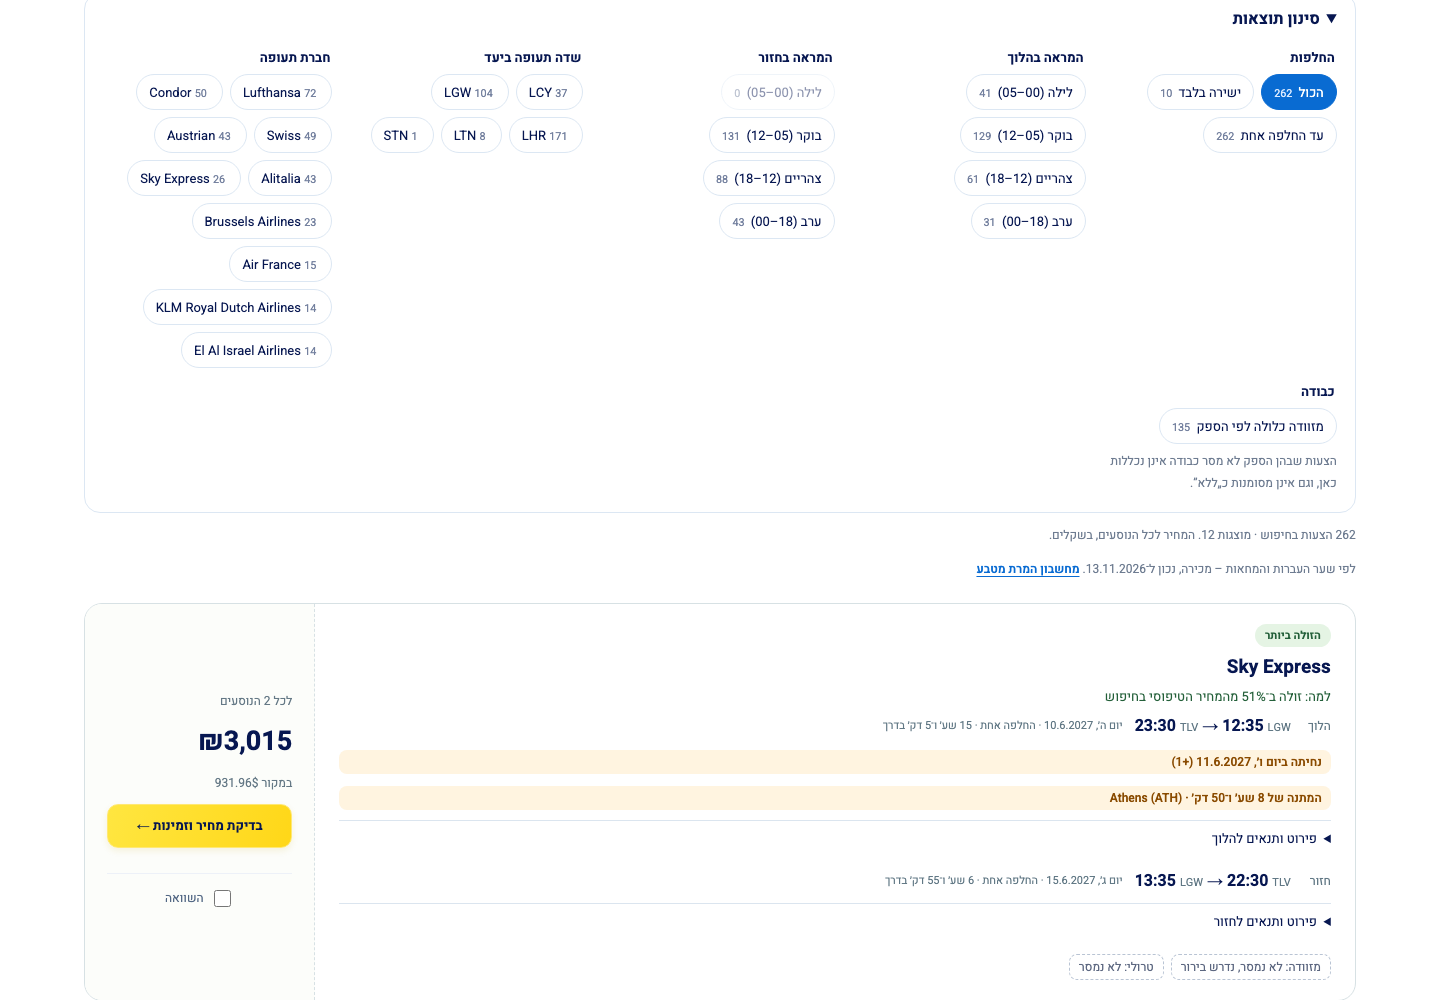 ▼ סינון תוצאות
החלפות
הכול 262
ישירה בלבד 10
עד החלפה אחת 262
המראה בהלוך
לילה (00–05) 41
בוקר (05–12) 129
צהריים (12–18) 61
ערב (18–00) 31
המראה בחזור
לילה (00–05) 0
בוקר (05–12) 131
צהריים (12–18) 88
ערב (18–00) 43
שדה תעופה ביעד
LCY 37
LGW 104
LHR 171
LTN 8
STN 1
חברת תעופה
Lufthansa 72
Condor 50
Swiss 49
Austrian 43
Alitalia 43
Sky Express 26
Brussels Airlines 23
Air France 15
KLM Royal Dutch Airlines 14
El Al Israel Airlines 14
כבודה
מזוודה כלולה לפי הספק 135
הצעות שבהן הספק לא מסר כבודה אינן נכללות
כאן, וגם אינן מסומנות כ„ללא”.
262 הצעות בחיפוש · מוצגות 12. המחיר לכל הנוסעים, בשקלים.
לפי שער העברות והמחאות – מכירה, נכון ל־13.11.2026. מחשבון המרת מטבע
הזולה ביותר
Sky Express
למה: זולה ב־51% מהמחיר הטיפוסי בחיפוש
הלוך 23:30 TLV → 12:35 LGW יום ה׳, 10.6.2027 · החלפה אחת · 15 שע׳ ו־5 דק׳ בדרך
נחיתה ביום ו׳, 11.6.2027 (+1)
המתנה של 8 שע׳ ו־50 דק׳ · Athens (ATH)
◀ פירוט ותנאים להלוך
חזור 13:35 LGW → 22:30 TLV יום ג׳, 15.6.2027 · החלפה אחת · 6 שע׳ ו־55 דק׳ בדרך
◀ פירוט ותנאים לחזור
מזוודה: לא נמסר, נדרש בירור
טרולי: לא נמסר
לכל 2 הנוסעים
₪3,015
במקור 931.96$
בדיקת מחיר וזמינות ←
השוואה